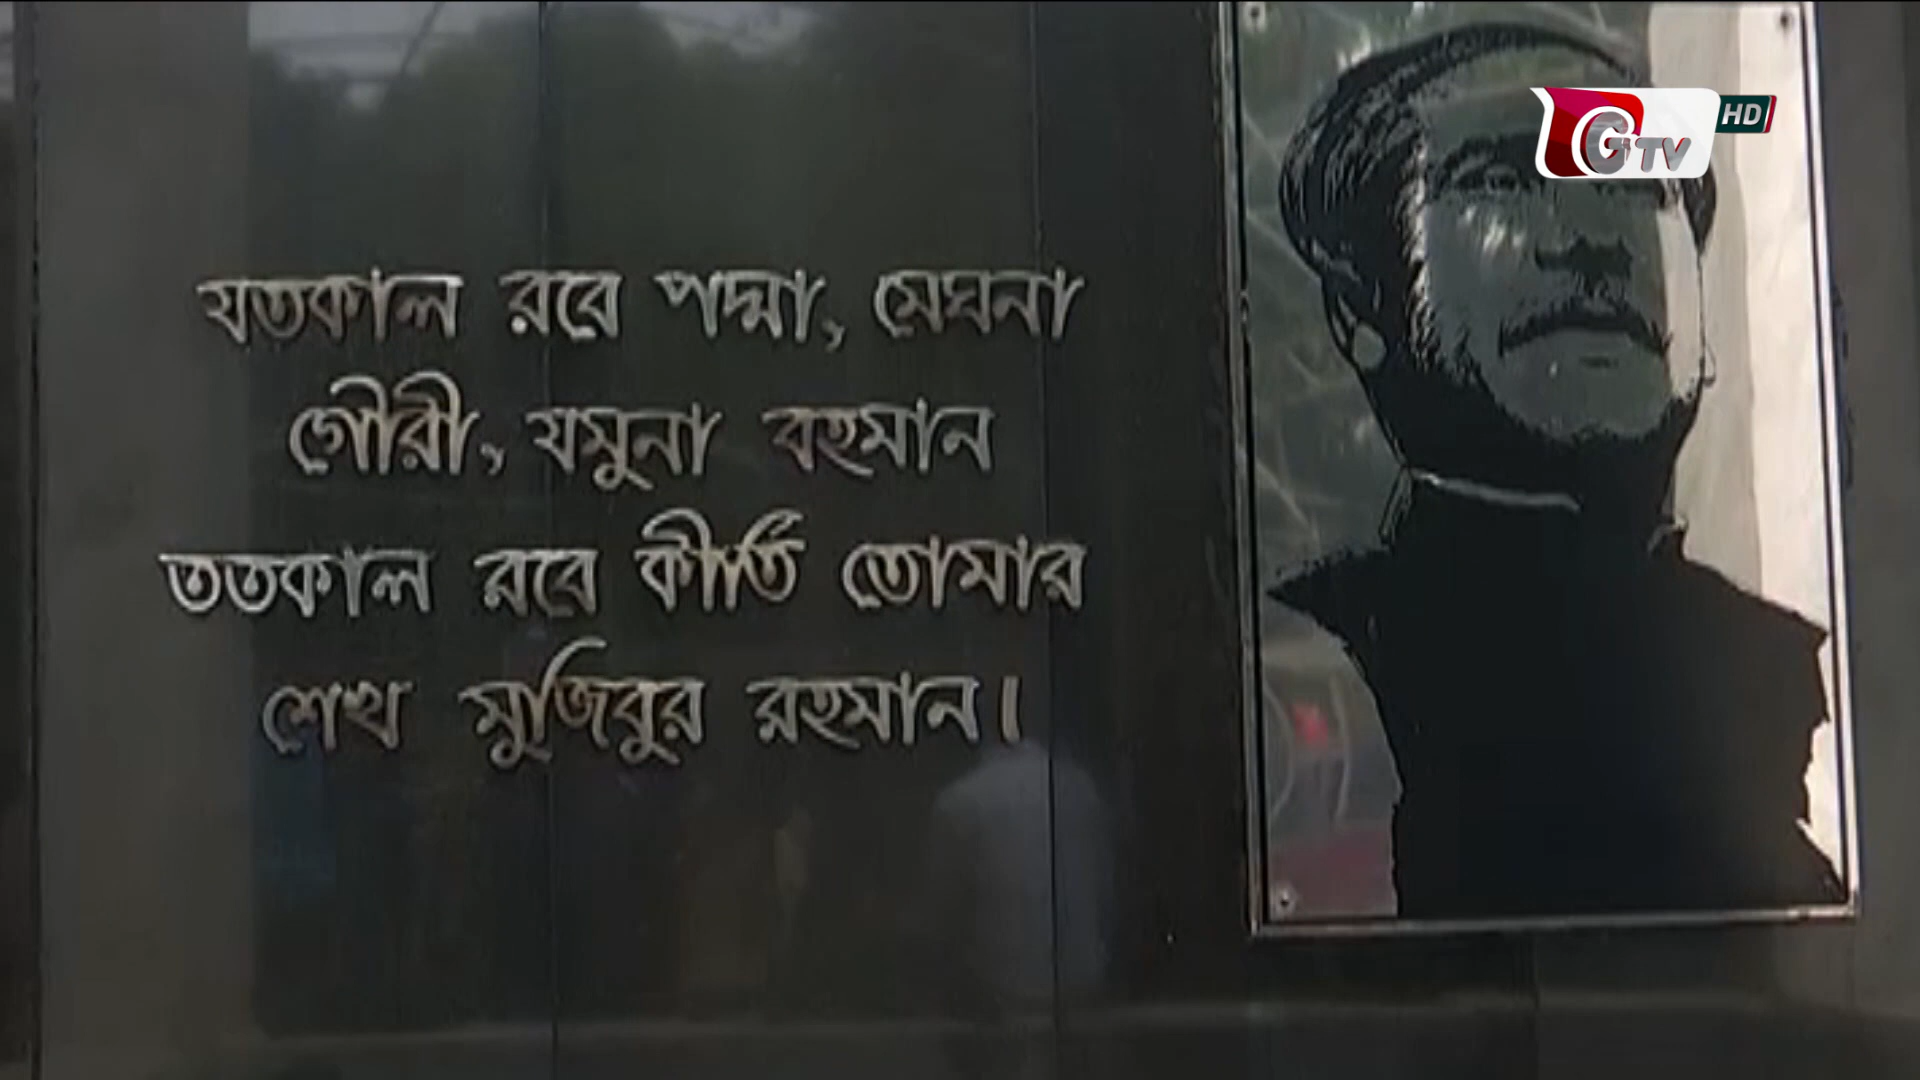 যতকাল রবে পদ্মা, মেঘনা
গৌরী, যমুনা বহমান
ততকাল রবে কীর্তি তোমার
শেখ মুজিবুর রহমান।
GTV
HD